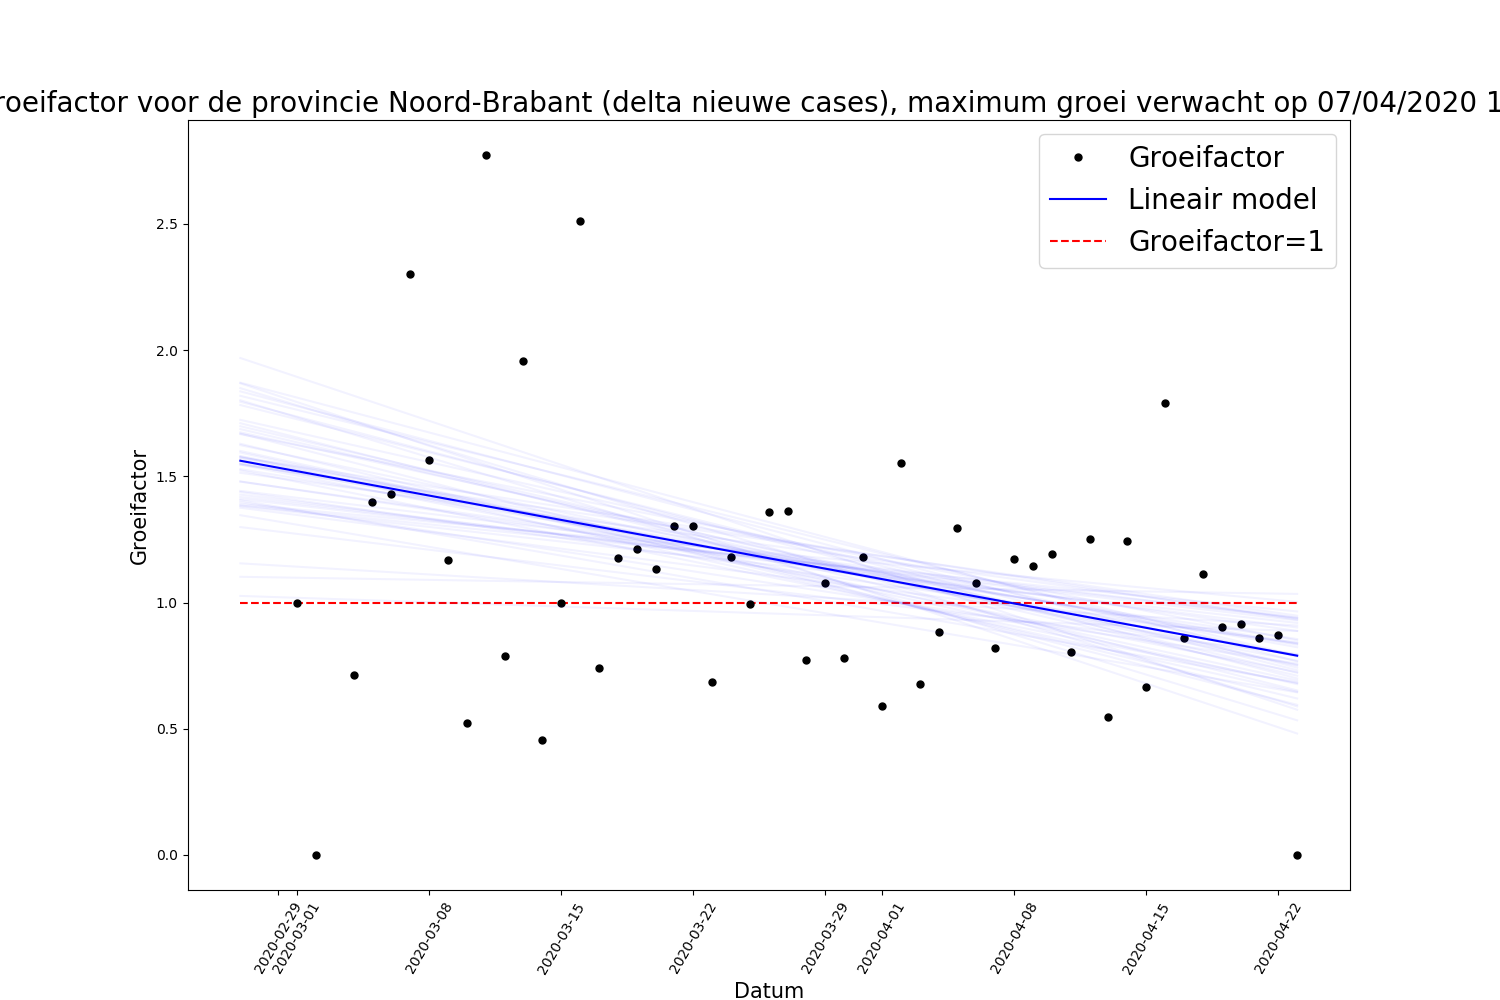 roeifactor voor de provincie Noord-Brabant (delta nieuwe cases), maximum groei verwacht op 07/04/2020 1
Groeifactor
Lineair model
Groeifactor=1
Groeifactor
2.5
2.0
1.5
1.0
0.5
0.0
2020-02-29
2020-03-01
2020-03-08
2020-03-15
2020-03-22
2020-03-29
2020-04-01
2020-04-08
2020-04-15
2020-04-22
Datum